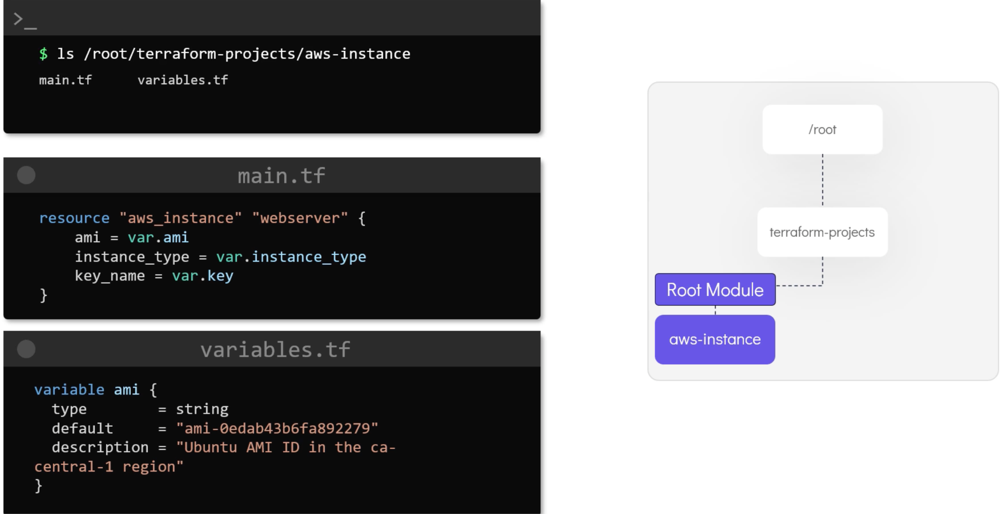 >_
$ ls /root/terraform-projects/aws-instance
main.tf variables.tf
main.tf
resource "aws_instance" "webserver" {
ami = var.ami
instance_type = var.instance_type
key_name = var.key
}
variables.tf
variable ami {
type = string
default = "ami-0edab43b6fa892279"
description = "Ubuntu AMI ID in the ca-
central-1 region"
}
/root
terraform-projects
Root Module
aws-instance